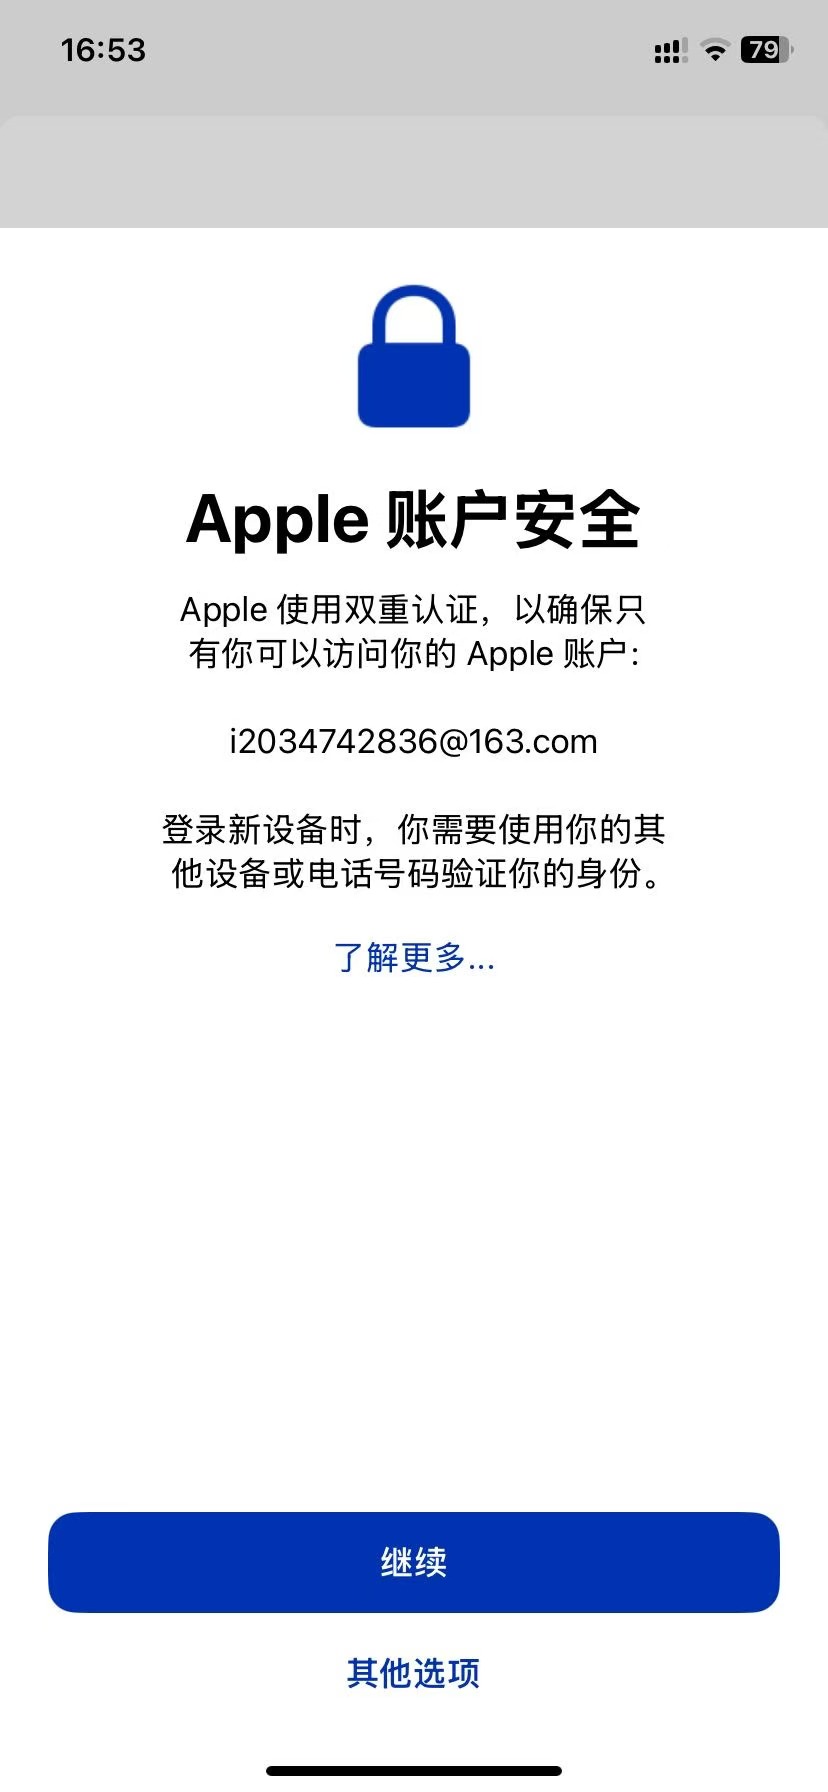 16:53
79
Apple 账户安全
Apple 使用双重认证，以确保只
有你可以访问你的 Apple 账户：
i2034742836@163.com
登录新设备时，你需要使用你的其
他设备或电话号码验证你的身份。
了解更多...
继续
其他选项